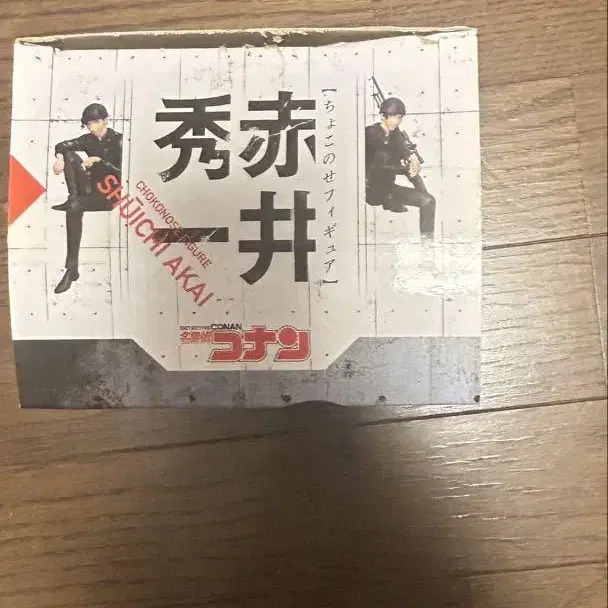 【ちょこのせフィギュア】
赤井
秀一
CHOKONOSE FIGURE
SHUICHI AKAI
DETECTIVE CONAN
名探偵
コナン